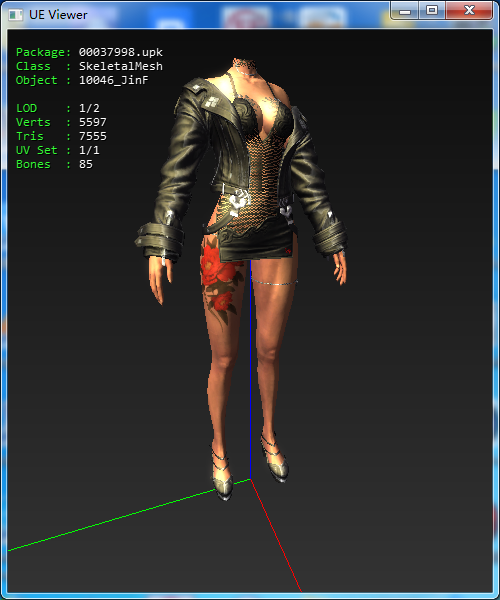 UE Viewer
Package: 00037998.upk
Class : SkeletalMesh
Object : 10046_JinF
LOD : 1/2
Verts : 5597
Tris : 7555
UV Set : 1/1
Bones : 85